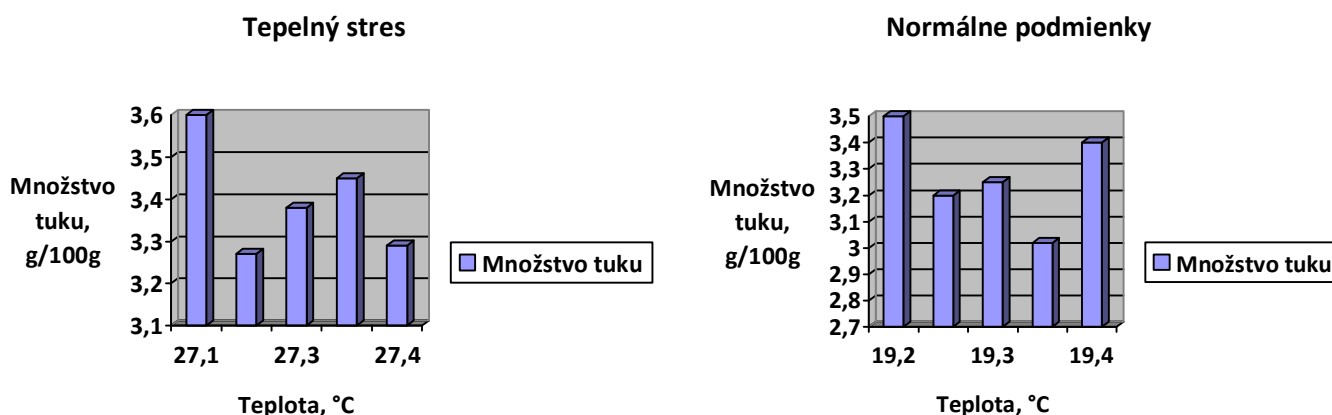 Tepelný stres
3,6
3,5
3,4
3,3
3,2
3,1
Množstvo
tuku,
g/100g
27,1
27,3
27,4
Teplota, °C
Množstvo tuku
Normálne podmienky
3,5
3,4
3,3
3,2
3,1
3
2,9
2,8
2,7
Množstvo
tuku,
g/100g
19,2
19,3
19,4
Teplota, °C
Množstvo tuku